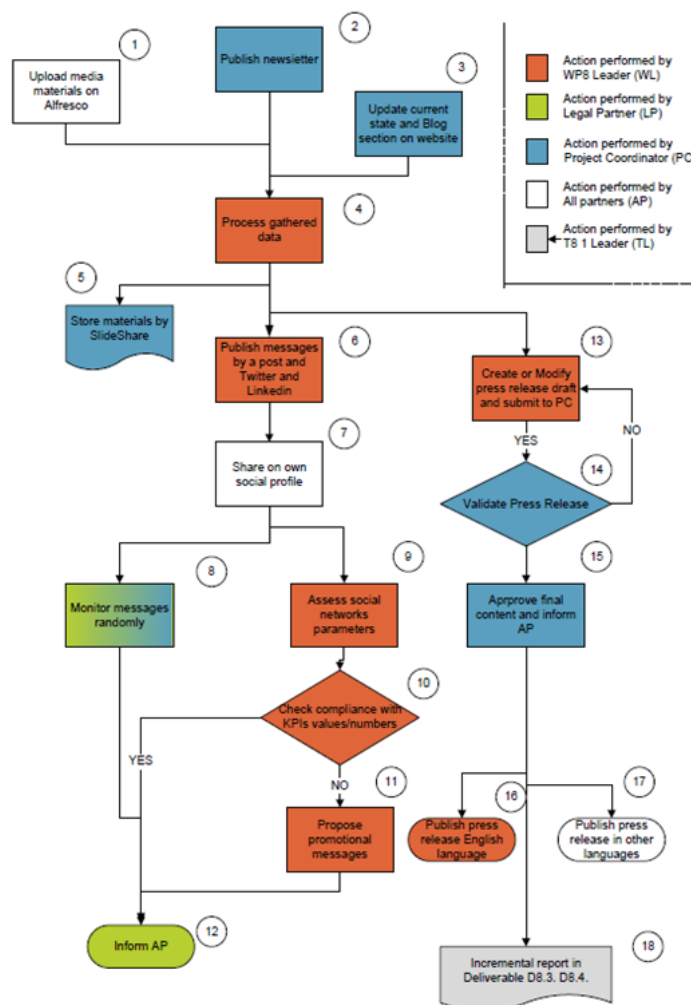 1
2
3
Upload media
materials on
Alfresco
Publish newsietter
Update current
state and Blog
section on website
Action performed by
WP8 Leader (WL)
Action performed by
Legal Partner (LP)
Action performed by
Project Coordinator (PC
Action performed by
All partners (AP)
Action performed by
T8 1 Leader (TL)
4
Process gathered
data
5
Store materials by
SlideShare
6
Publish messages
by a post and
Twitter and
Linkedin
13
Create or Modify
press release draft
and submit to PC
YES
NO
7
Share on own
social profile
14
Validate Press Release
8
Monitor messages
randomly
9
Assess social
networks
parameters
15
Aprprove final
content and inform
AP
10
Check compliance with
KPIs values/numbers
YES
NO
11
Propose
promotional
messages
16
Publish press
release English
language
17
Publish press
release in other
languages
12
Inform AP
18
Incremental report in
Deliverable D8.3. D8.4.